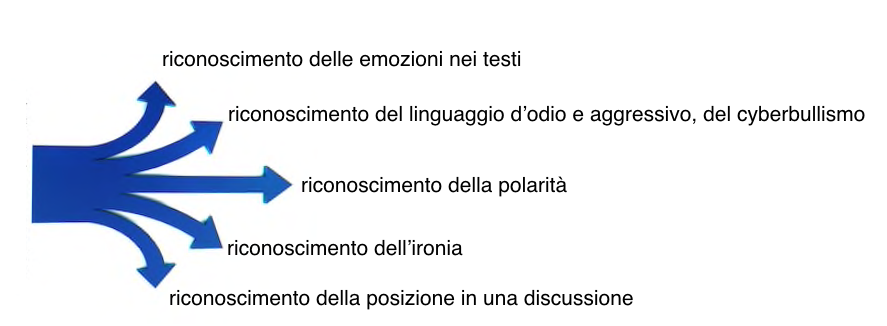 riconoscimento delle emozioni nei testi
riconoscimento del linguaggio d'odio e aggressivo, del cyberbullismo
riconoscimento della polarità
riconoscimento dell'ironia
riconoscimento della posizione in una discussione